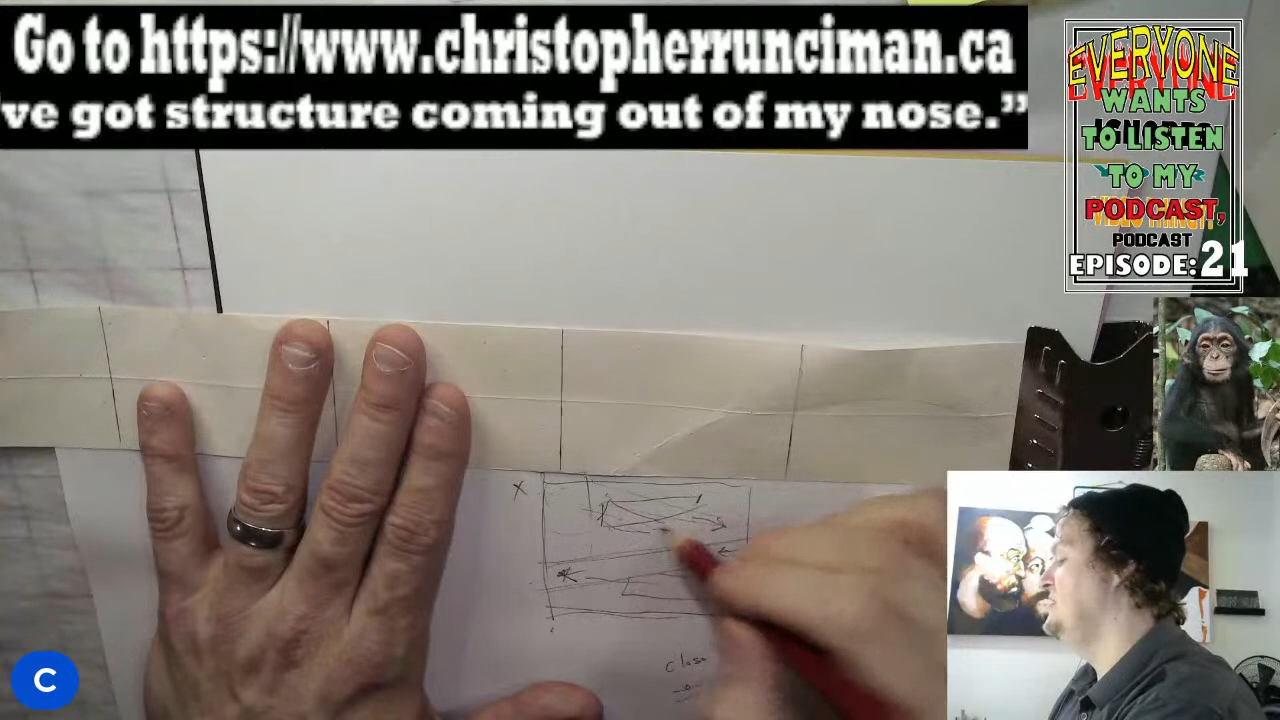 Go to https://www.christopherrunciman.ca
've got structure coming out of my nose.”
EVERYONE
WANTS
TO LISTEN
TO MY
PODCAST,
PODCAST
EPISODE:21
x
C